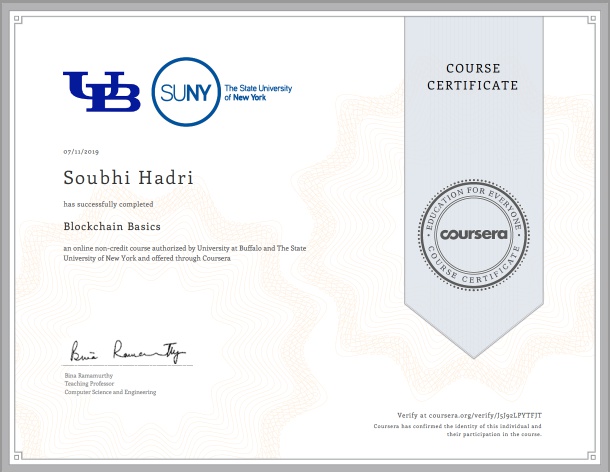 UB
SUNY
The State University
of New York
COURSE
CERTIFICATE
07/11/2019
Soubhi Hadri
has successfully completed
Blockchain Basics
an online non-credit course authorized by University at Buffalo and The State
University of New York and offered through Coursera
EDUCATION FOR EVERYONE
coursera
COURSE CERTIFICATE
Bina Ramamurthy
Bina Ramamurthy
Teaching Professor
Computer Science and Engineering
Verify at coursera.org/verify/J5J92LPYTFJT
Coursera has confirmed the identity of this individual and
their participation in the course.